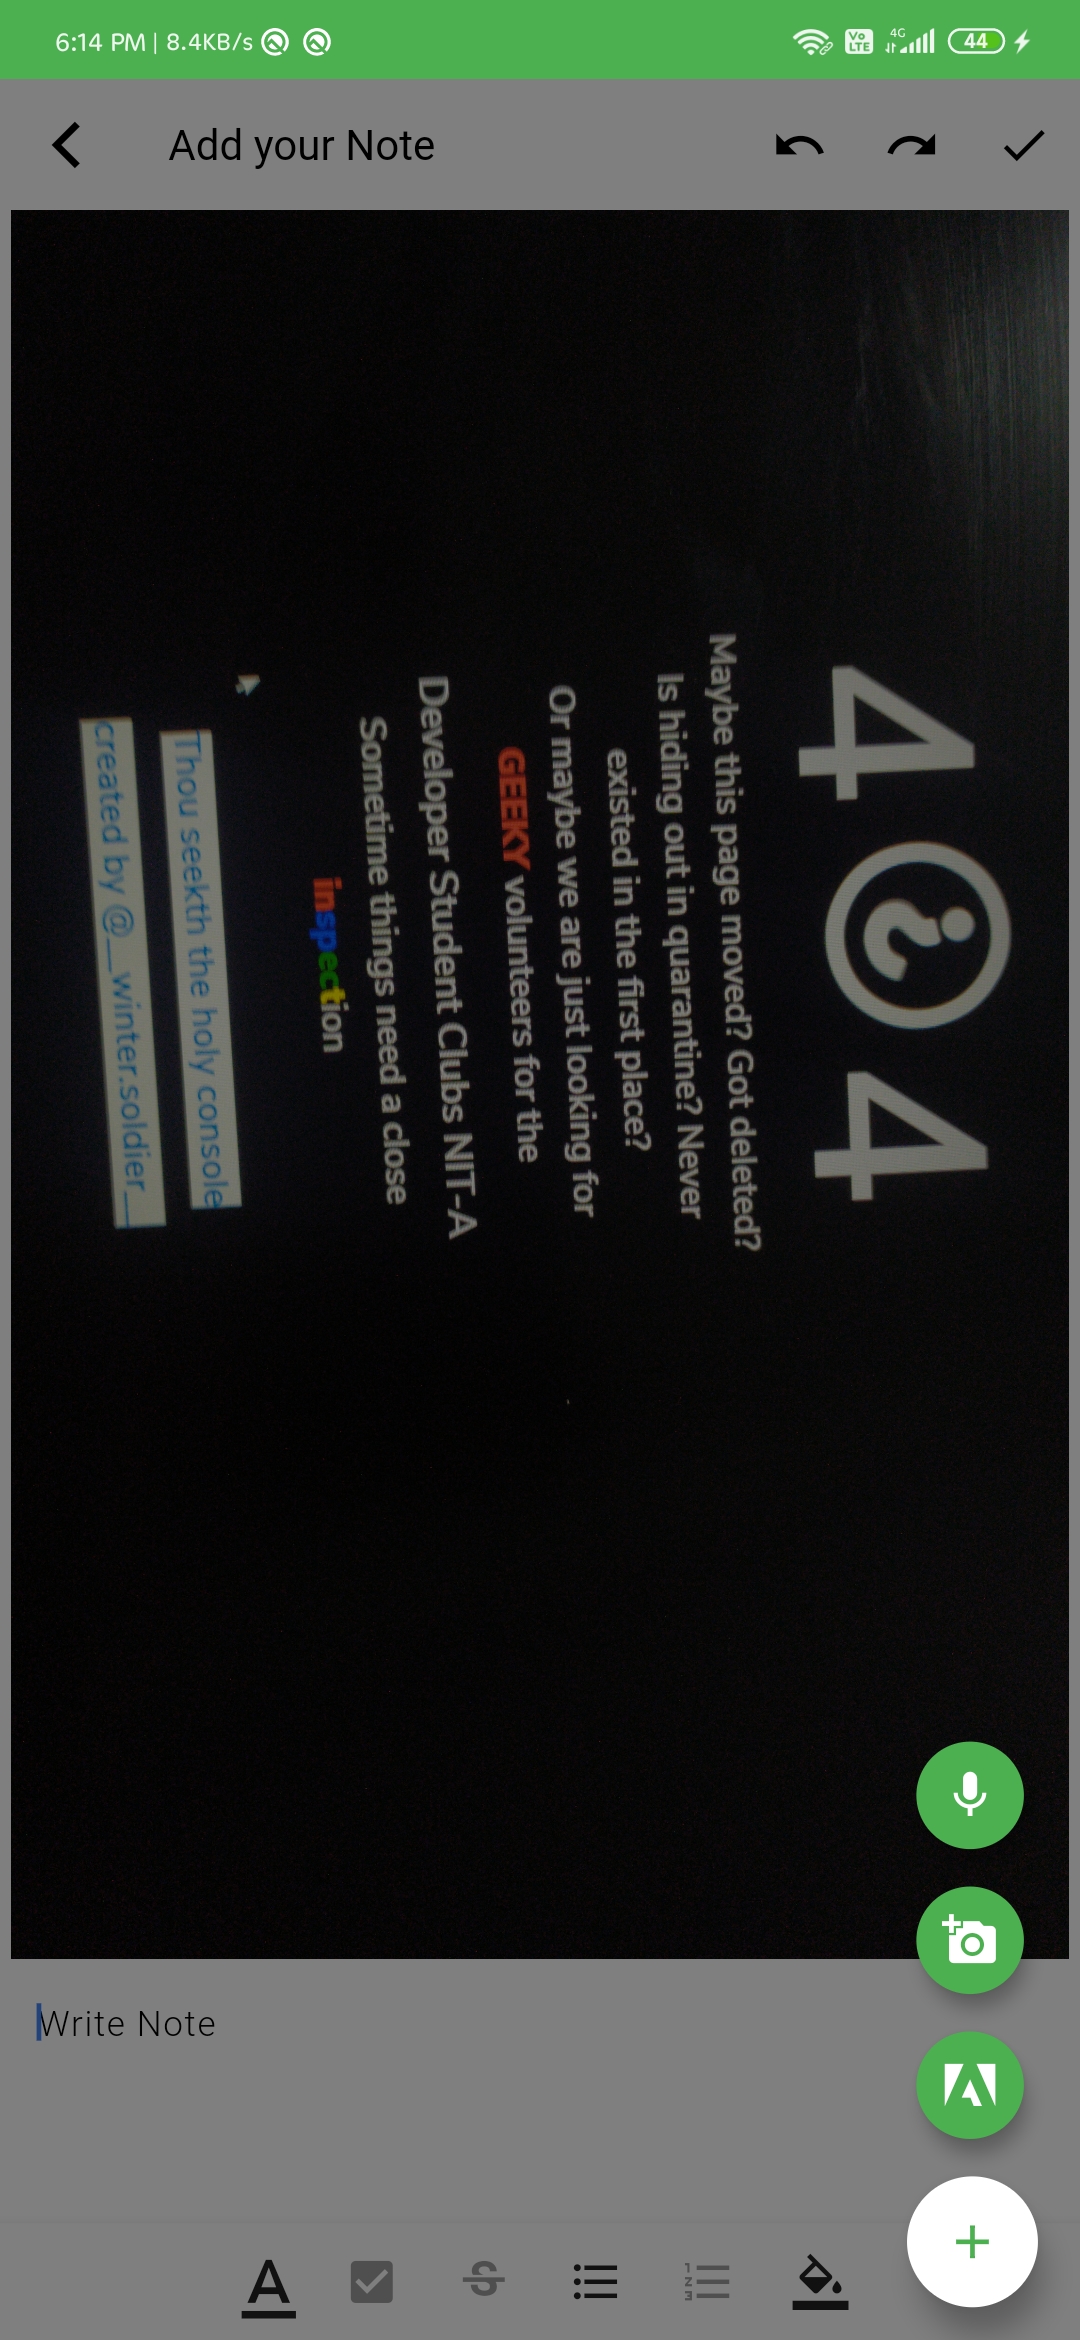 6:14 PM | 8.4KB/s
Vo
LTE
4G
44
Add your Note
4 ? 4
Maybe this page moved? Got deleted?
Is hiding out in quarantine? Never
existed in the first place?
Or maybe we are just looking for
GEEKY volunteers for the
Developer Student Clubs NIT-A
Sometime things need a close
inspection
Thou seekth the holy console
created by @__winter.soldier__
Write Note